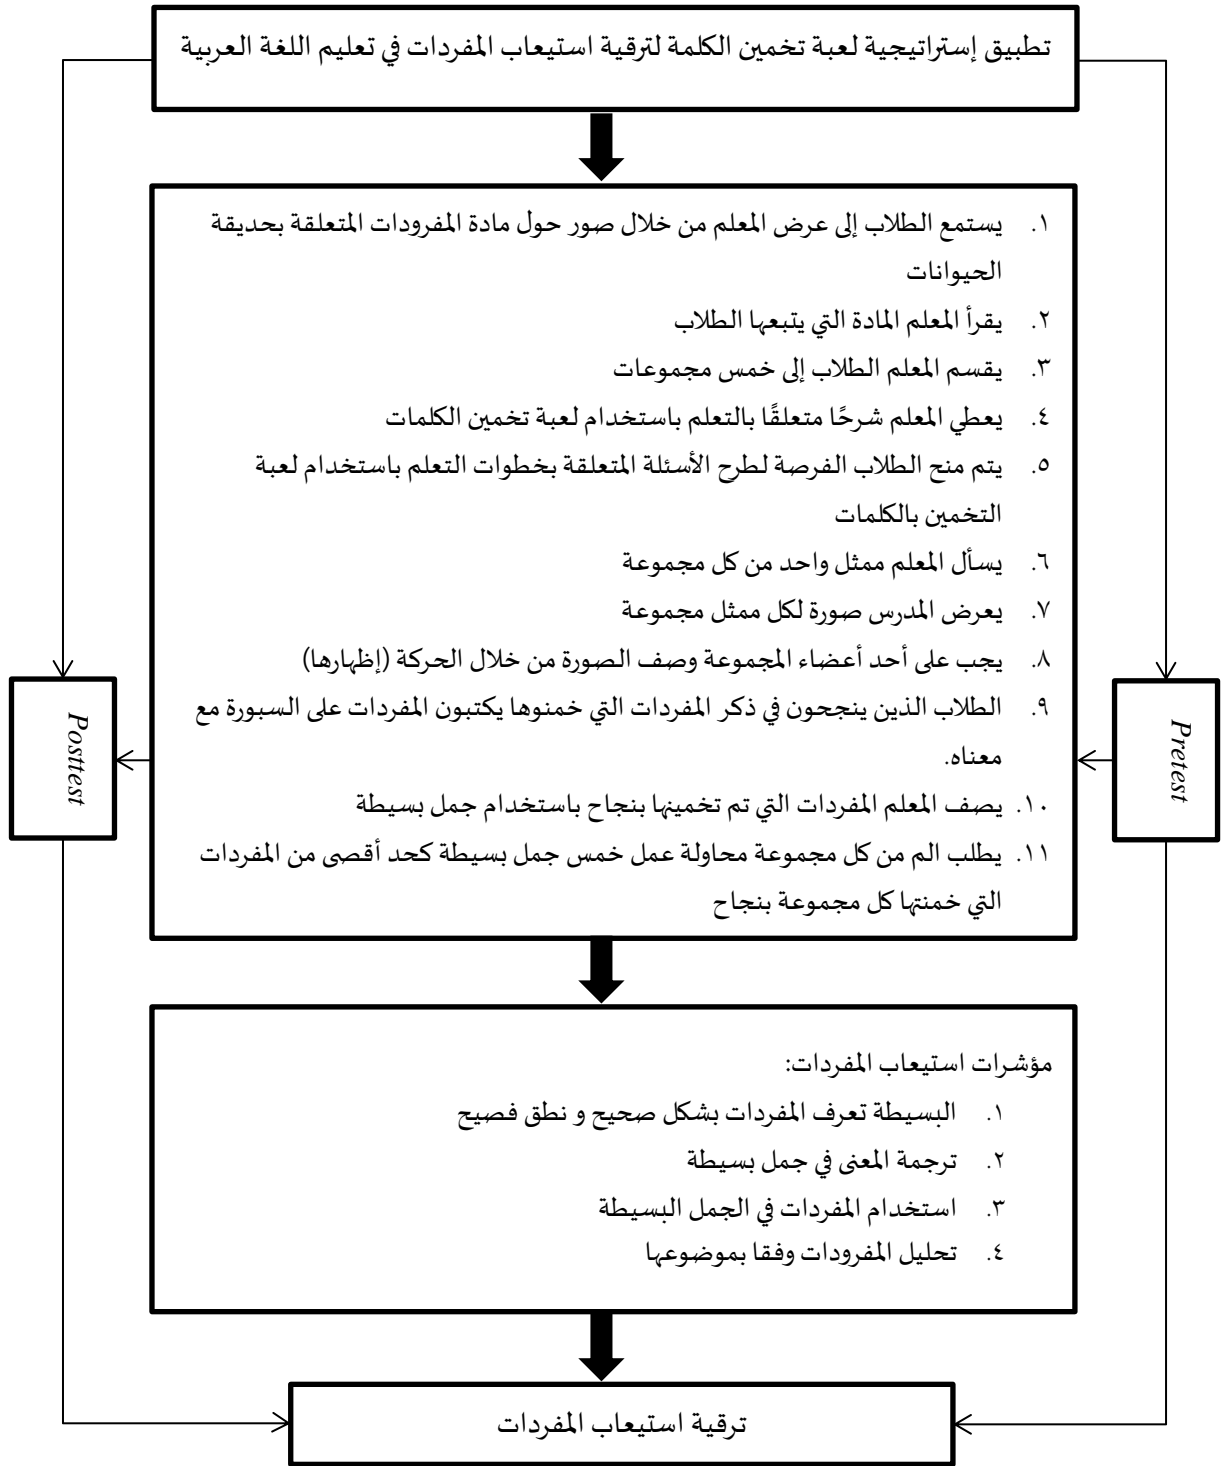 تطبيق إستراتيجية لعبة تخمين الكلمة لترقية استيعاب المفردات في تعليم اللغة العربية
١. يستمع الطلاب إلى عرض المعلم من خلال صور حول مادة المفرودات المتعلقة بحديقة
الحيوانات
٢. يقرأ المعلم المادة التي يتبعها الطلاب
٣. يقسم المعلم الطلاب إلى خمس مجموعات
٤. يعطي المعلم شرحًا متعلقًا بالتعلم باستخدام لعبة تخمين الكلمات
٥. يتم منح الطلاب الفرصة لطرح الأسئلة المتعلقة بخطوات التعلم باستخدام لعبة
التخمين بالكلمات
٦. يسأل المعلم ممثل واحد من كل مجموعة
٧. يعرض المدرس صورة لكل ممثل مجموعة
٨. يجب على أحد أعضاء المجموعة وصف الصورة من خلال الحركة (إظهارها)
٩. الطلاب الذين ينجحون في ذكر المفردات التي خمنوها يكتبون المفردات على السبورة مع
معناه.
١٠. يصف المعلم المفردات التي تم تخمينها بنجاح باستخدام جمل بسيطة
١١. يطلب الم من كل مجموعة محاولة عمل خمس جمل بسيطة كحد أقصى من المفردات
التي خمنتها كل مجموعة بنجاح
Pretest
Posttest
مؤشرات استيعاب المفردات:
١. البسيطة تعرف المفردات بشكل صحيح و نطق فصيح
٢. ترجمة المعنى في جمل بسيطة
٣. استخدام المفردات في الجمل البسيطة
٤. تحليل المفرودات وفقا بموضوعها
ترقية استيعاب المفردات